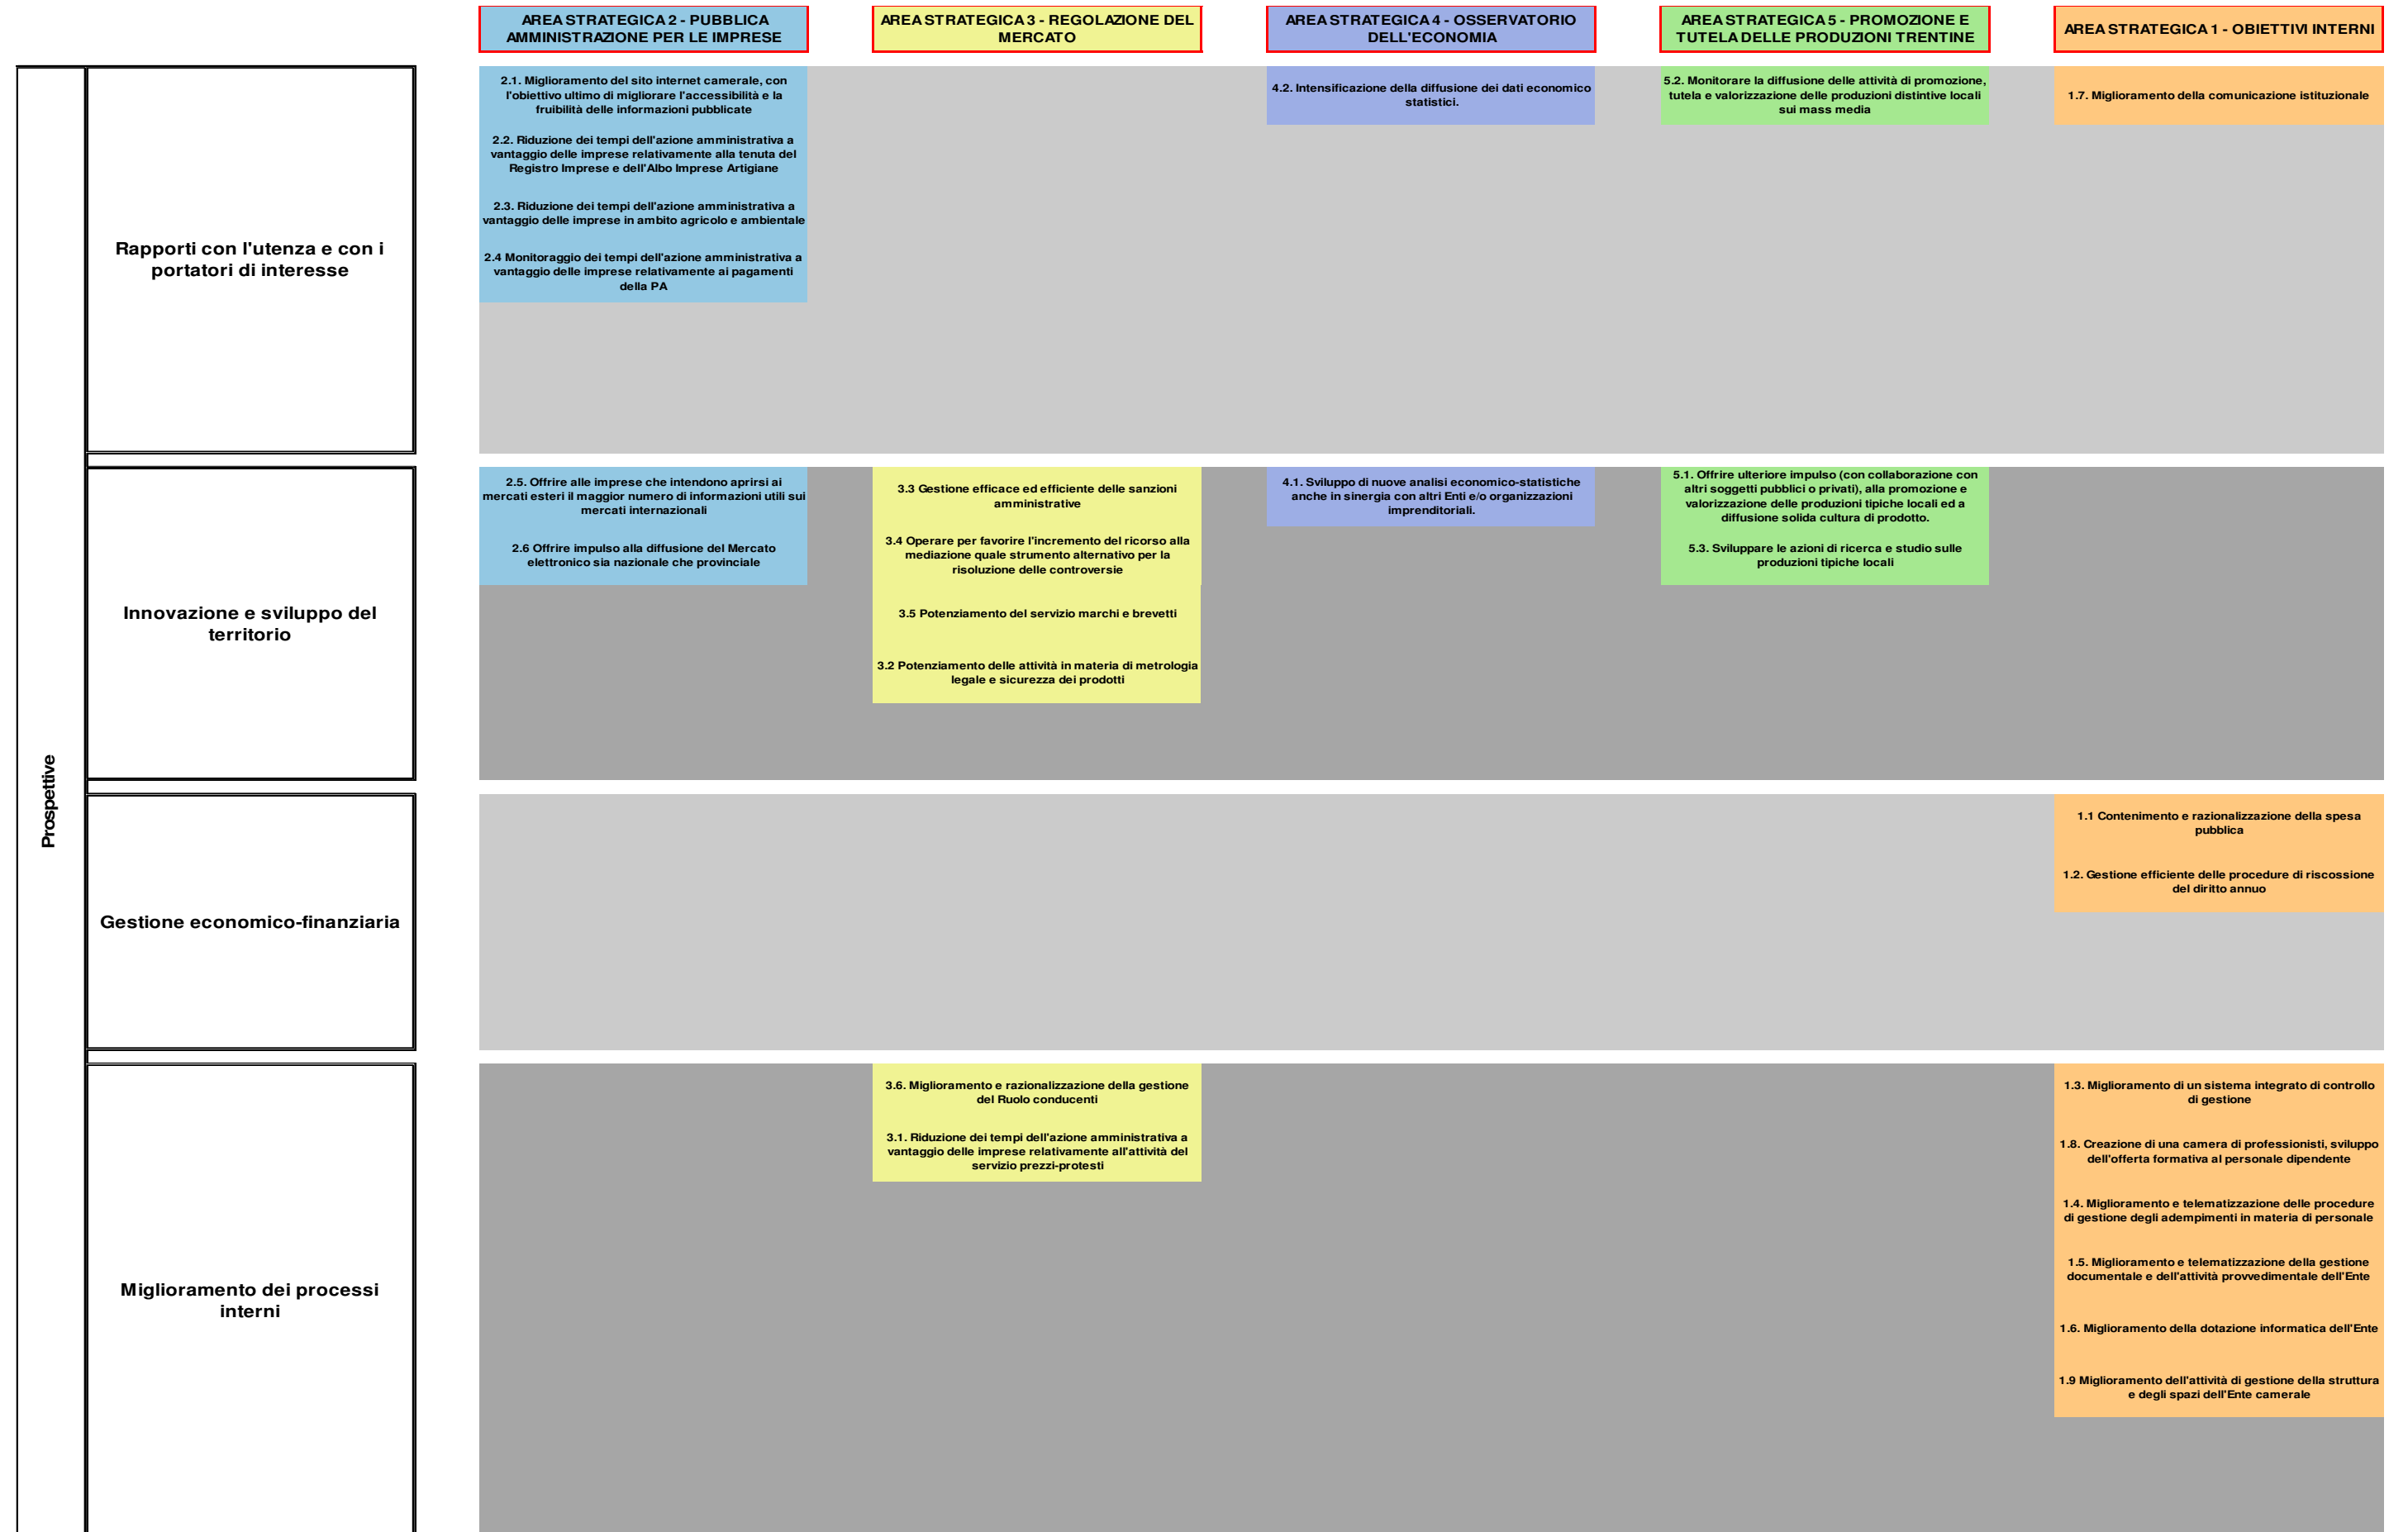 AREA STRATEGICA 2 - PUBBLICA
AMMINISTRAZIONE PER LE IMPRESE
AREA STRATEGICA 3 - REGOLAZIONE DEL
MERCATO
AREA STRATEGICA 4 - OSSERVATORIO
DELL'ECONOMIA
AREA STRATEGICA 5 - PROMOZIONE E
TUTELA DELLE PRODUZIONI TRENTINE
AREA STRATEGICA 1 - OBIETTIVI INTERNI
Prospettive
Rapporti con l'utenza e con i
portatori di interesse
2.1. Miglioramento del sito internet camerale, con
l'obiettivo ultimo di migliorare l'accessibilità e la
fruibilità delle informazioni pubblicate
2.2. Riduzione dei tempi dell'azione amministrativa a
vantaggio delle imprese relativamente alla tenuta del
Registro Imprese e dell'Albo Imprese Artigiane
2.3. Riduzione dei tempi dell'azione amministrativa a
vantaggio delle imprese in ambito agricolo e ambientale
2.4 Monitoraggio dei tempi dell'azione amministrativa a
vantaggio delle imprese relativamente ai pagamenti
della PA
4.2. Intensificazione della diffusione dei dati economico
statistici.
5.2. Monitorare la diffusione delle attività di promozione,
tutela e valorizzazione delle produzioni distintive locali
sui mass media
1.7. Miglioramento della comunicazione istituzionale
Innovazione e sviluppo del
territorio
2.5. Offrire alle imprese che intendono aprirsi ai
mercati esteri il maggior numero di informazioni utili sui
mercati internazionali
2.6 Offrire impulso alla diffusione del Mercato
elettronico sia nazionale che provinciale
3.3 Gestione efficace ed efficiente delle sanzioni
amministrative
3.4 Operare per favorire l'incremento del ricorso alla
mediazione quale strumento alternativo per la
risoluzione delle controversie
3.5 Potenziamento del servizio marchi e brevetti
3.2 Potenziamento delle attività in materia di metrologia
legale e sicurezza dei prodotti
4.1. Sviluppo di nuove analisi economico-statistiche
anche in sinergia con altri Enti e/o organizzazioni
imprenditoriali.
5.1. Offrire ulteriore impulso (con collaborazione con
altri soggetti pubblici o privati), alla promozione e
valorizzazione delle produzioni tipiche locali ed a
diffusione solida cultura di prodotto.
5.3. Sviluppare le azioni di ricerca e studio sulle
produzioni tipiche locali
Gestione economico-finanziaria
1.1 Contenimento e razionalizzazione della spesa
pubblica
1.2. Gestione efficiente delle procedure di riscossione
del diritto annuo
Miglioramento dei processi
interni
3.6. Miglioramento e razionalizzazione della gestione
del Ruolo conducenti
3.1. Riduzione dei tempi dell'azione amministrativa a
vantaggio delle imprese relativamente all'attività del
servizio prezzi-protesti
1.3. Miglioramento di un sistema integrato di controllo
di gestione
1.8. Creazione di una camera di professionisti, sviluppo
dell'offerta formativa al personale dipendente
1.4. Miglioramento e telematizzazione delle procedure
di gestione degli adempimenti in materia di personale
1.5. Miglioramento e telematizzazione della gestione
documentale e dell'attività provvedimentale dell'Ente
1.6. Miglioramento della dotazione informatica dell'Ente
1.9 Miglioramento dell'attività di gestione della struttura
e degli spazi dell'Ente camerale